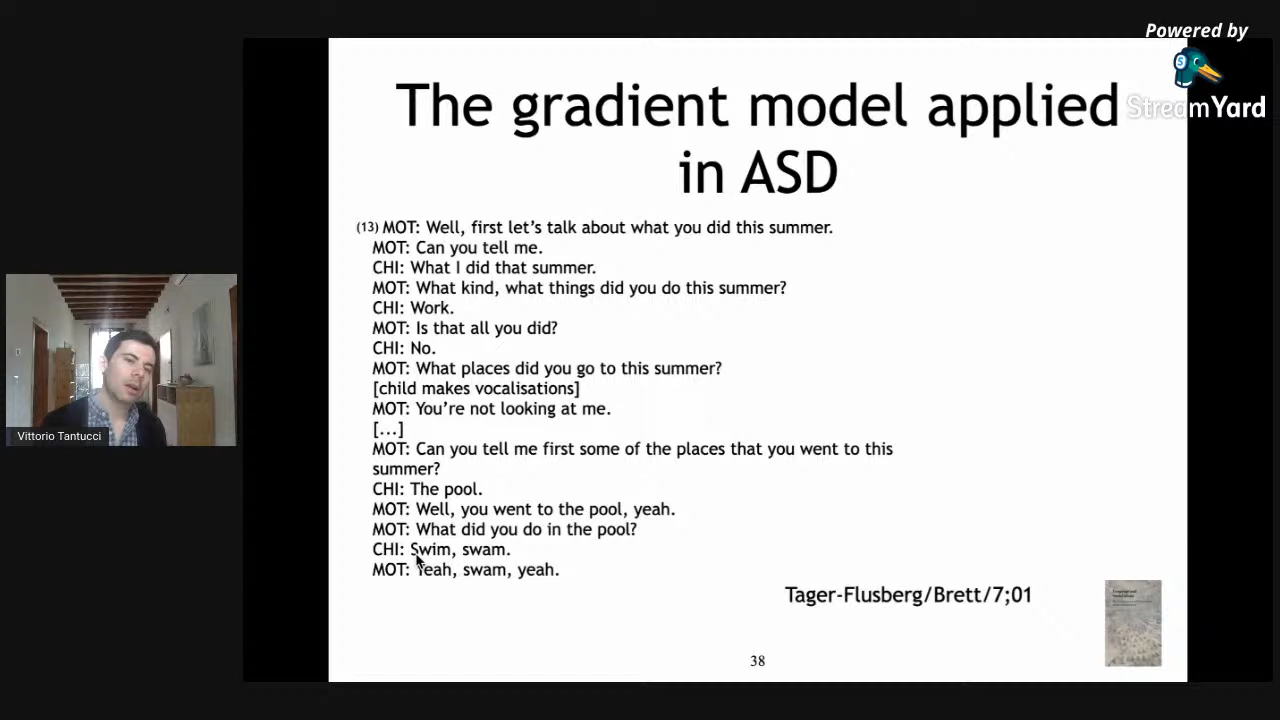 Powered by
StreamYard
The gradient model applied
in ASD
(13) MOT: Well, first let's talk about what you did this summer.
MOT: Can you tell me.
CHI: What I did that summer.
MOT: What kind, what things did you do this summer?
CHI: Work.
MOT: Is that all you did?
CHI: No.
MOT: What places did you go to this summer?
[child makes vocalisations]
MOT: You're not looking at me.
[...]
MOT: Can you tell me first some of the places that you went to this
summer?
CHI: The pool.
MOT: Well, you went to the pool, yeah.
MOT: What did you do in the pool?
CHI: Swim, swam.
MOT: Yeah, swam, yeah.
Tager-Flusberg/Brett/7;01
38
Vittorio Tantucci